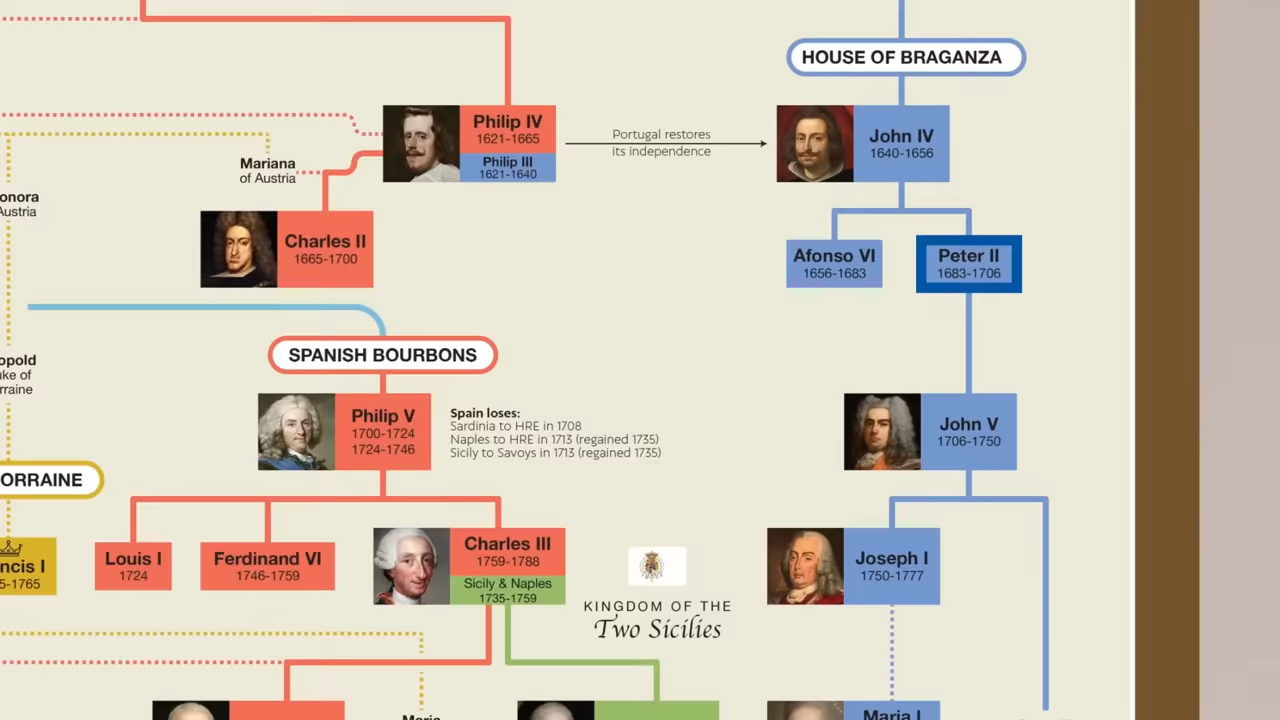 HOUSE OF BRAGANZA
Philip IV
1621-1665
Philip III
1621-1640
Portugal restores
its independence
John IV
1640-1656
Mariana
of Austria
onora
Austria
Charles II
1665-1700
Afonso VI
1656-1683
Peter II
1683-1706
SPANISH BOURBONS
opold
uke of
rraine
Philip V
1700-1724
1724-1746
Spain loses:
Sardinia to HRE in 1708
Naples to HRE in 1713 (regained 1735)
Sicily to Savoys in 1713 (regained 1735)
John V
1706-1750
ORRAINE
ncis I
5-1765
Louis I
1724
Ferdinand VI
1746-1759
Charles III
1759-1788
Sicily & Naples
1735-1759
KINGDOM OF THE
Two Sicilies
Joseph I
1750-1777
Maria
Maria I